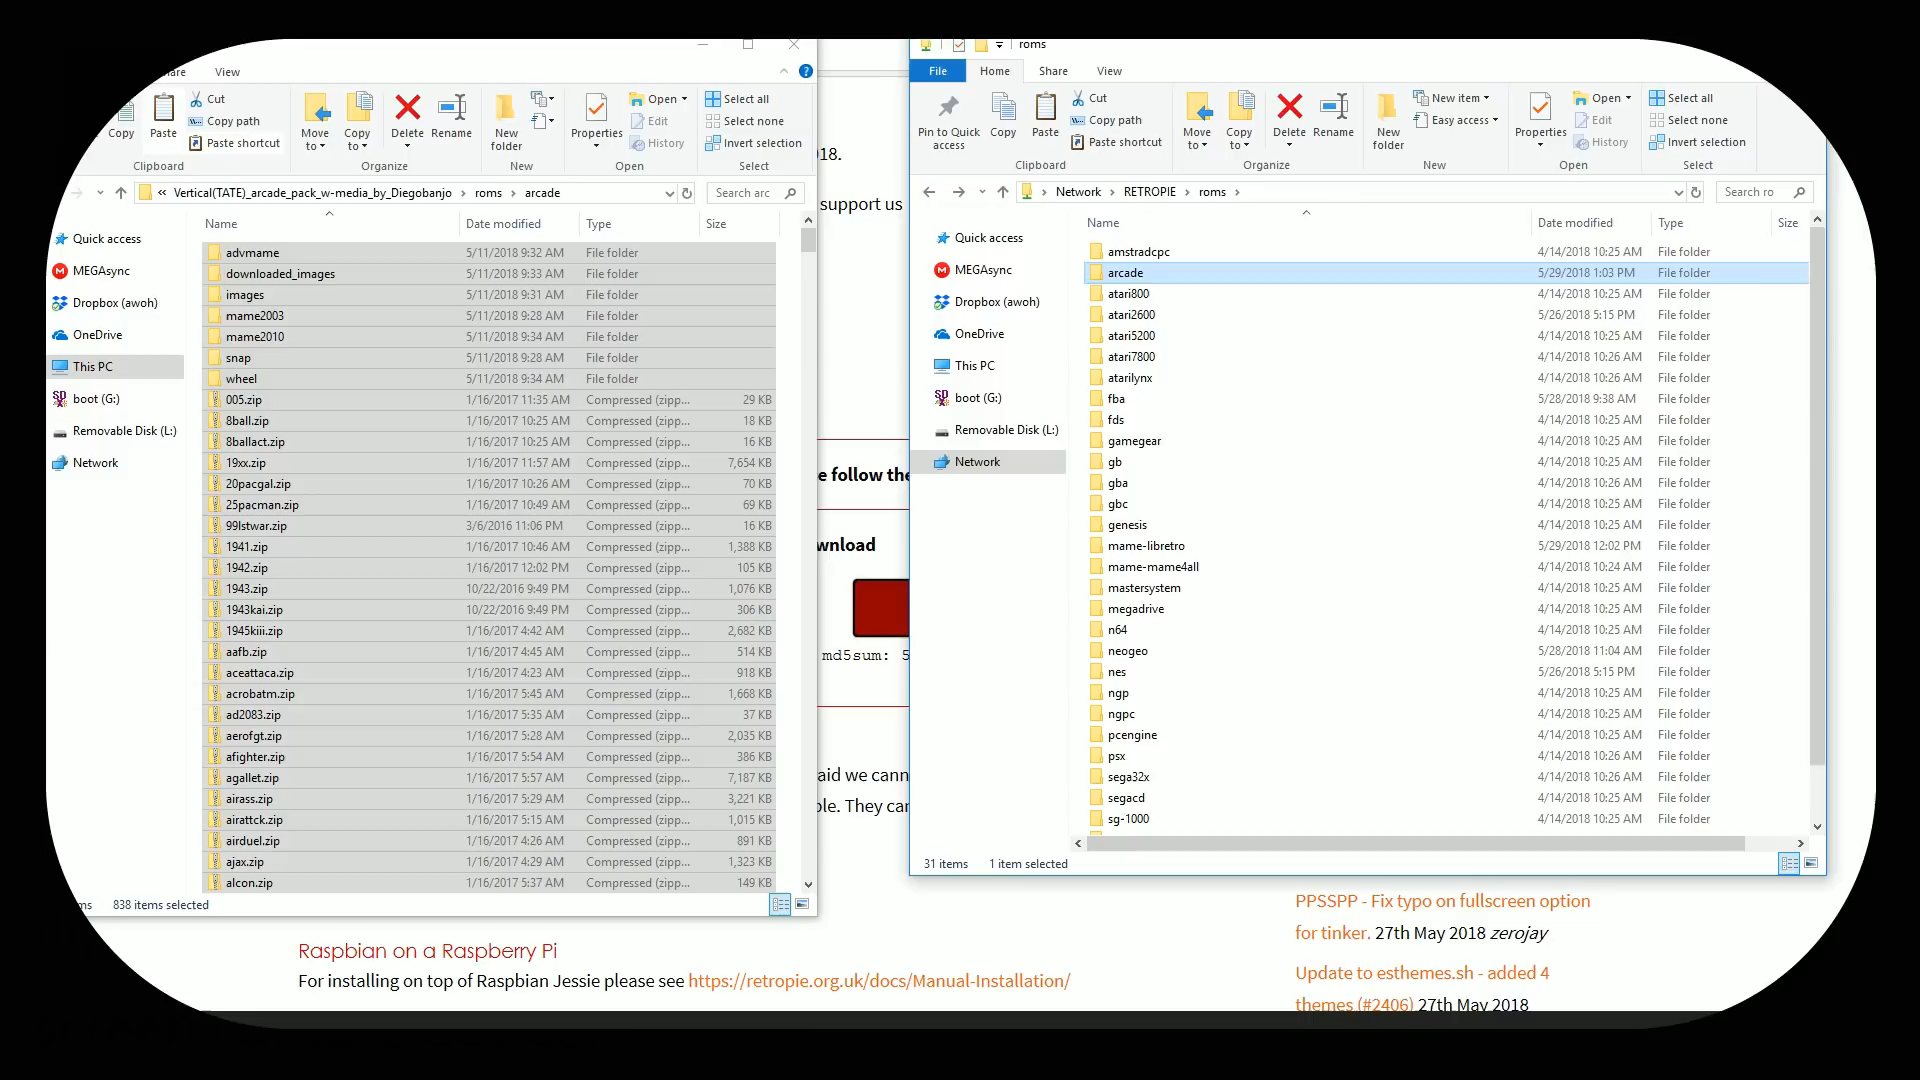 are View
Copy Paste Cut
Copy path
Paste shortcut
Move to Copy to Delete Rename New folder Properties Open Select all
Edit Select none
History Invert selection
Clipboard Organize New Open Select
« Vertical(TATE)_arcade_pack_w-media_by_Diegobanjo › roms › arcade Search arc
Name Date modified Type Size
Quick access
MEGAsync
Dropbox (awoh)
OneDrive
This PC
boot (G:)
Removable Disk (L:)
Network
advmame 5/11/2018 9:32 AM File folder
downloaded_images 5/11/2018 9:33 AM File folder
images 5/11/2018 9:31 AM File folder
mame2003 5/11/2018 9:28 AM File folder
mame2010 5/11/2018 9:34 AM File folder
snap 5/11/2018 9:28 AM File folder
wheel 5/11/2018 9:34 AM File folder
005.zip 1/16/2017 11:35 AM Compressed (zipp... 29 KB
8ball.zip 1/16/2017 10:25 AM Compressed (zipp... 18 KB
8ballact.zip 1/16/2017 10:25 AM Compressed (zipp... 16 KB
19xx.zip 1/16/2017 11:57 AM Compressed (zipp... 7,654 KB
20pacgal.zip 1/16/2017 10:26 AM Compressed (zipp... 70 KB
25pacman.zip 1/16/2017 10:49 AM Compressed (zipp... 69 KB
99lstwar.zip 3/6/2016 11:06 PM Compressed (zipp... 16 KB
1941.zip 1/16/2017 10:46 AM Compressed (zipp... 1,388 KB
1942.zip 1/16/2017 12:02 PM Compressed (zipp... 105 KB
1943.zip 10/22/2016 9:49 PM Compressed (zipp... 1,076 KB
1943kai.zip 10/22/2016 9:49 PM Compressed (zipp... 306 KB
1945kiii.zip 1/16/2017 4:42 AM Compressed (zipp... 2,682 KB
aafb.zip 1/16/2017 4:45 AM Compressed (zipp... 514 KB
aceattaca.zip 1/16/2017 4:23 AM Compressed (zipp... 918 KB
acrobatm.zip 1/16/2017 5:45 AM Compressed (zipp... 1,668 KB
ad2083.zip 1/16/2017 5:35 AM Compressed (zipp... 37 KB
aerofgt.zip 1/16/2017 5:28 AM Compressed (zipp... 2,035 KB
afighter.zip 1/16/2017 5:54 AM Compressed (zipp... 386 KB
agallet.zip 1/16/2017 5:57 AM Compressed (zipp... 7,187 KB
airass.zip 1/16/2017 5:29 AM Compressed (zipp... 3,221 KB
airattck.zip 1/16/2017 5:15 AM Compressed (zipp... 1,015 KB
airduel.zip 1/16/2017 4:26 AM Compressed (zipp... 891 KB
ajax.zip 1/16/2017 4:29 AM Compressed (zipp... 1,323 KB
alcon.zip 1/16/2017 5:37 AM Compressed (zipp... 149 KB
ms 838 items selected
18.
support us
e follow the
wnload
md5sum: 5
aid we cann
ole. They car
roms
File Home Share View
Pin to Quick access Copy Paste Cut
Copy path
Paste shortcut
Move to Copy to Delete Rename New folder New item
Easy access
Properties Open Select all
Edit Select none
History Invert selection
Clipboard Organize New Open Select
› Network › RETROPIE › roms › Search ro
Name Date modified Type Size
Quick access
MEGAsync
Dropbox (awoh)
OneDrive
This PC
boot (G:)
Removable Disk (L:)
Network
amstradcpc 4/14/2018 10:25 AM File folder
arcade 5/29/2018 1:03 PM File folder
atari800 4/14/2018 10:25 AM File folder
atari2600 5/26/2018 5:15 PM File folder
atari5200 4/14/2018 10:25 AM File folder
atari7800 4/14/2018 10:26 AM File folder
atarilynx 4/14/2018 10:26 AM File folder
fba 5/28/2018 9:38 AM File folder
fds 4/14/2018 10:25 AM File folder
gamegear 4/14/2018 10:25 AM File folder
gb 4/14/2018 10:25 AM File folder
gba 4/14/2018 10:26 AM File folder
gbc 4/14/2018 10:25 AM File folder
genesis 4/14/2018 10:25 AM File folder
mame-libretro 5/29/2018 12:02 PM File folder
mame-mame4all 4/14/2018 10:24 AM File folder
mastersystem 4/14/2018 10:25 AM File folder
megadrive 4/14/2018 10:25 AM File folder
n64 4/14/2018 10:25 AM File folder
neogeo 5/28/2018 11:04 AM File folder
nes 5/26/2018 5:15 PM File folder
ngp 4/14/2018 10:25 AM File folder
ngpc 4/14/2018 10:25 AM File folder
pcengine 4/14/2018 10:25 AM File folder
psx 4/14/2018 10:26 AM File folder
sega32x 4/14/2018 10:26 AM File folder
segacd 4/14/2018 10:25 AM File folder
sg-1000 4/14/2018 10:25 AM File folder
31 items 1 item selected
Raspbian on a Raspberry Pi
For installing on top of Raspbian Jessie please see https://retropie.org.uk/docs/Manual-Installation/
PPSSPP - Fix typo on fullscreen option
for tinker. 27th May 2018 zerojay
Update to esthemes.sh - added 4
themes (#2406) 27th May 2018